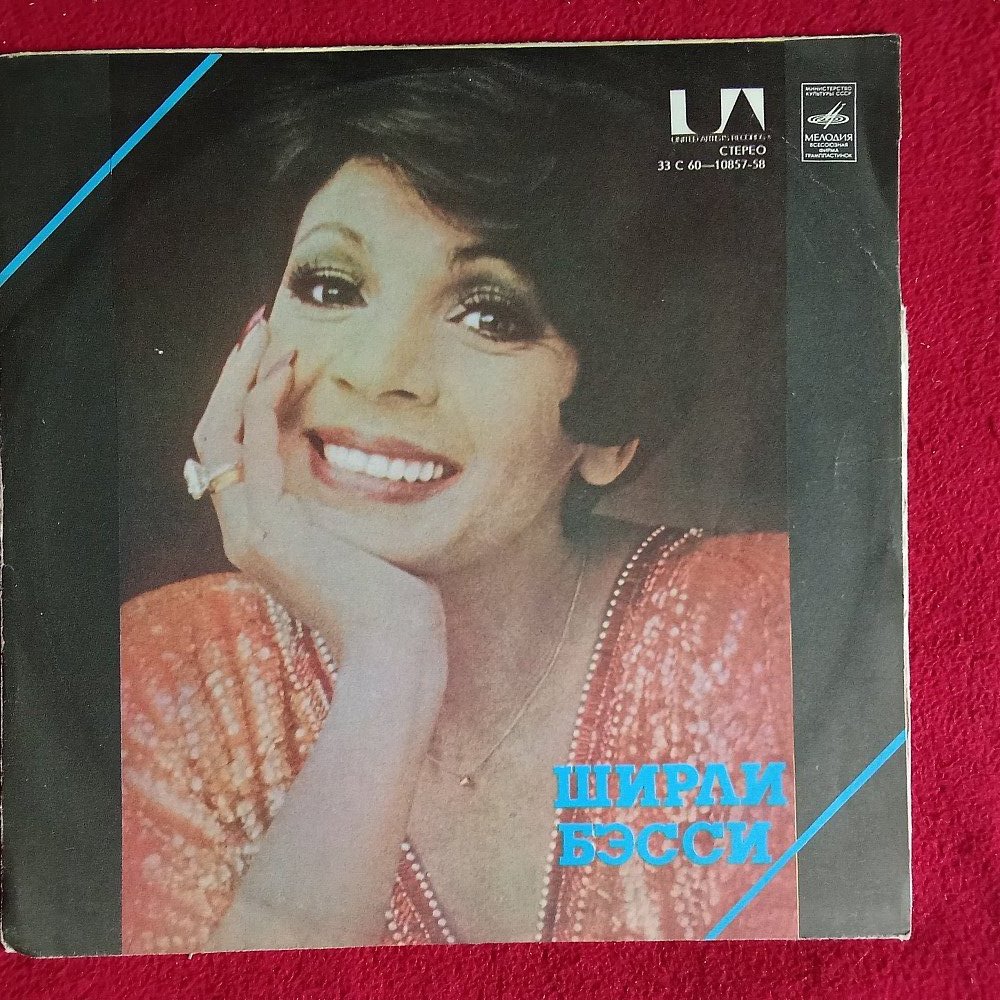 UA
UNITED ARTISTS RECORDS
СТЕРЕО
33 С 60—10857-58
МИНИСТЕРСТВО
КУЛЬТУРЫ СССР
МЕЛОДИЯ
ВСЕСОЮЗНАЯ
ФИРМА
ГРАМПЛАСТИНОК
ШИРЛИ
БЭССИ